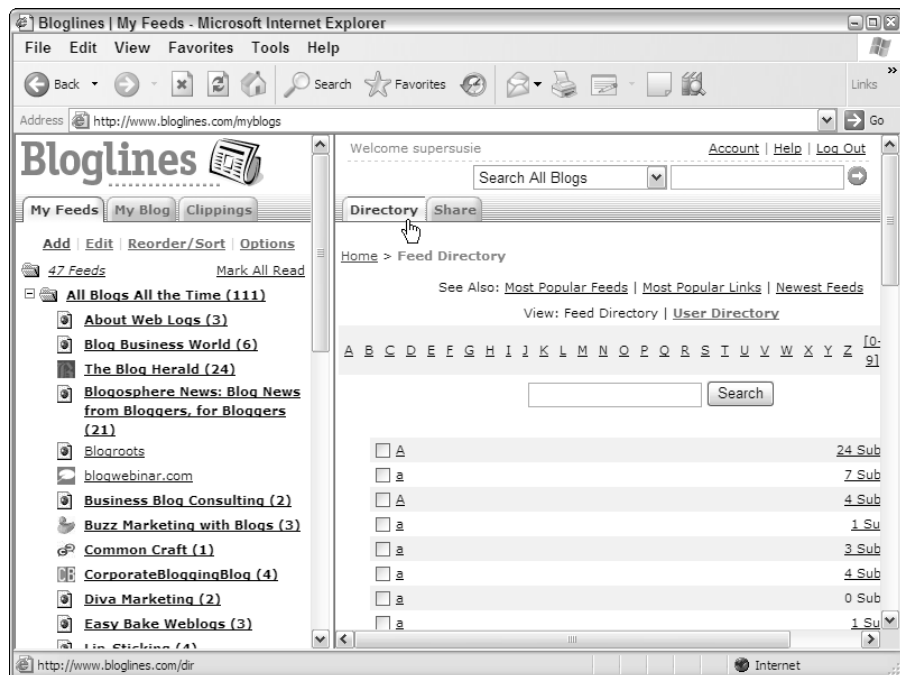 Bloglines | My Feeds - Microsoft Internet Explorer
File Edit View Favorites Tools Help
Back Search Favorites Links »
Address http://www.bloglines.com/myblogs Go
Bloglines
My Feeds My Blog Clippings
Add | Edit | Reorder/Sort | Options
47 Feeds Mark All Read
All Blogs All the Time (111)
About Web Logs (3)
Blog Business World (6)
The Blog Herald (24)
Blogosphere News: Blog News
from Bloggers, for Bloggers
(21)
Blogroots
blogwebinar.com
Business Blog Consulting (2)
Buzz Marketing with Blogs (3)
Common Craft (1)
CorporateBloggingBlog (4)
Diva Marketing (2)
Easy Bake Weblogs (3)
Lip-Sticking (4)
Welcome supersusie Account | Help | Log Out
Search All Blogs
Directory Share
Home > Feed Directory
See Also: Most Popular Feeds | Most Popular Links | Newest Feeds
View: Feed Directory | User Directory
A B C D E F G H I J K L M N O P Q R S T U V W X Y Z [0-
9]
Search
A 24 Sub
a 7 Sub
A 4 Sub
a 1 Su
a 3 Sub
a 4 Sub
a 0 Sub
a 1 Su
http://www.bloglines.com/dir Internet